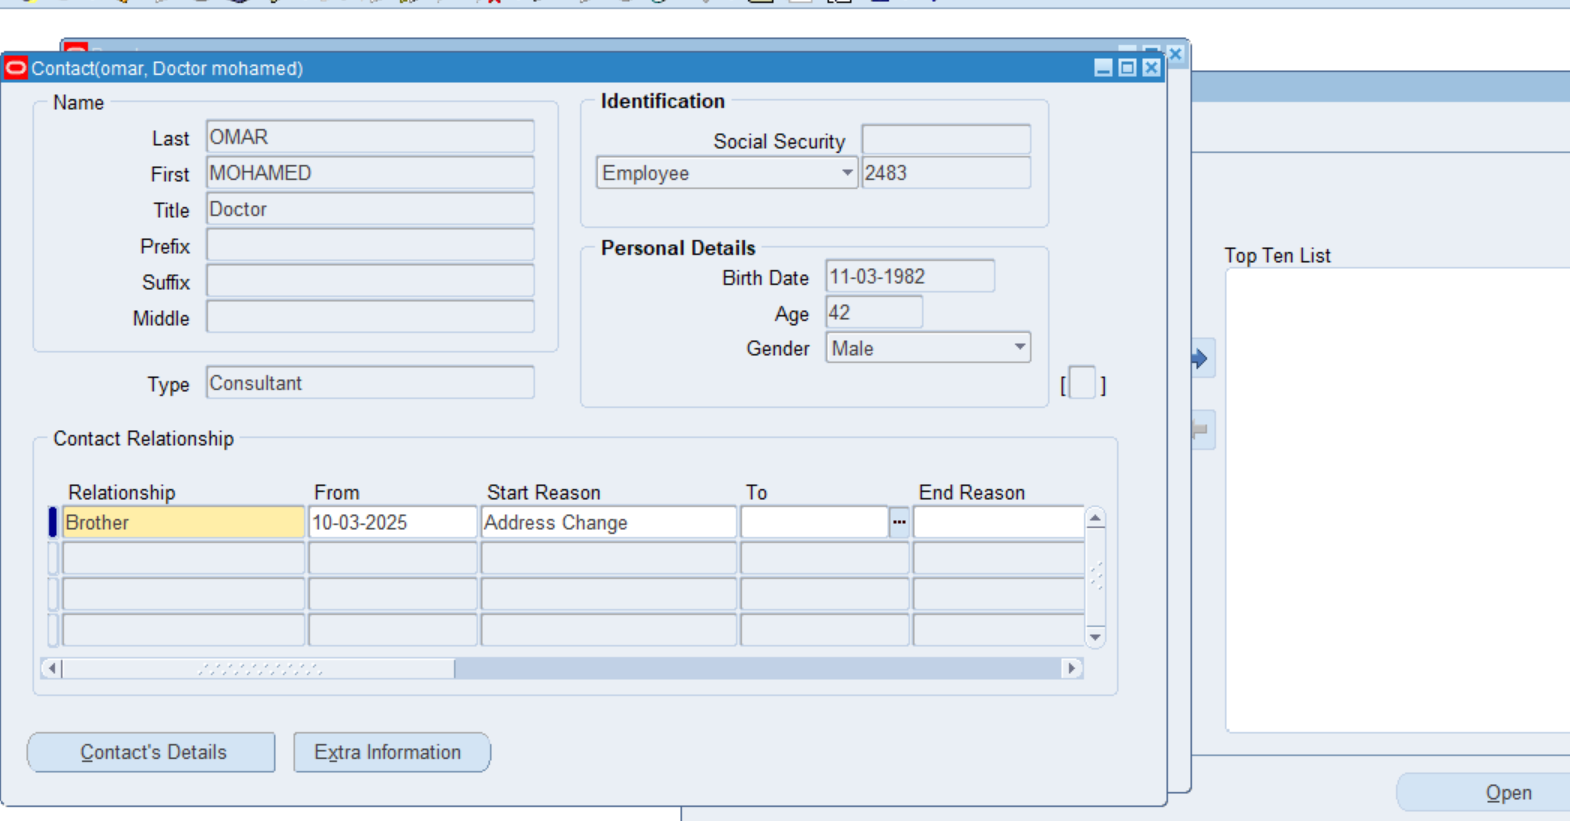 Contact(omar, Doctor mohamed)
Name
Last OMAR
First MOHAMED
Title Doctor
Prefix
Suffix
Middle
Type Consultant
Identification
Social Security
Employee 2483
Personal Details
Birth Date 11-03-1982
Age 42
Gender Male
[ ]
Contact Relationship
Relationship From Start Reason To End Reason
Brother 10-03-2025 Address Change ...
Contact's Details Extra Information
Top Ten List
Open